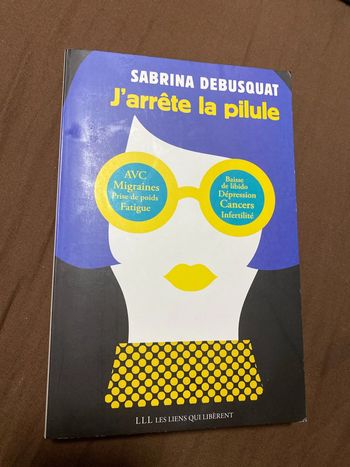 SABRINA DEBUSQUAT
J'arrête la pilule
AVC
Migraines
Prise de poids
Fatigue
Baisse
de libido
Dépression
Cancers
Infertilité
LLL LES LIENS QUI LIBÈRENT